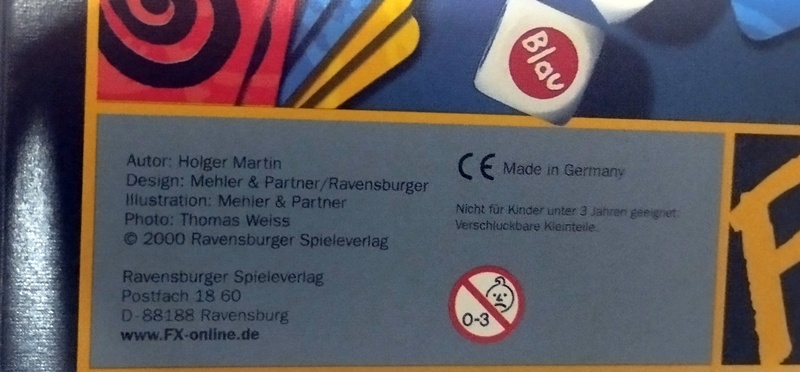 Blau
Autor: Holger Martin
Design: Mehler & Partner/Ravensburger
Illustration: Mehler & Partner
Photo: Thomas Weiss
© 2000 Ravensburger Spieleverlag
Ravensburger Spieleverlag
Postfach 18 60
D-88188 Ravensburg
www.FX-online.de
CE Made in Germany
Nicht für Kinder unter 3 Jahren geeignet.
Verschluckbare Kleinteile.
0-3
F